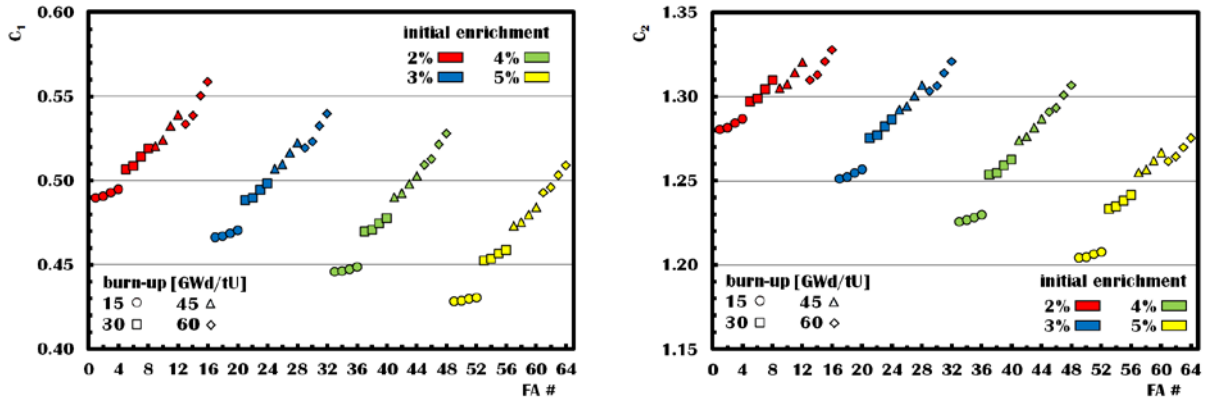 C1
0.60
0.55
0.50
0.45
0.40
initial enrichment
2% 4%
3% 5%
burn-up [GWd/tU]
15 45
30 60
0 4 8 12 16 20 24 28 32 36 40 44 48 52 56 60 64
FA #
C2
1.35
1.30
1.25
1.20
1.15
burn-up [GWd/tU]
15 45
30 60
initial enrichment
2% 4%
3% 5%
0 4 8 12 16 20 24 28 32 36 40 44 48 52 56 60 64
FA #